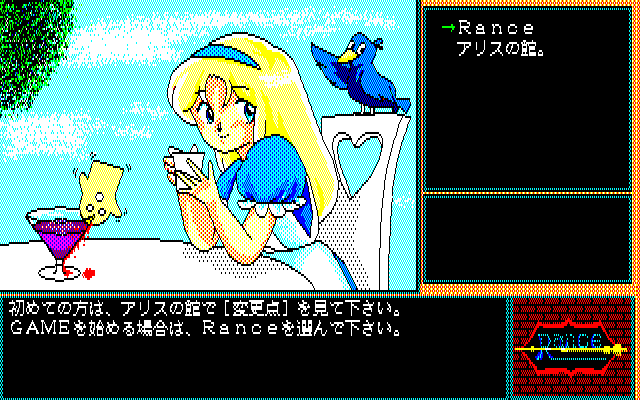 →Rance
アリスの館。
初めての方は、アリスの館で[変更点]を見て下さい。
GAMEを始める場合は、Ranceを選んで下さい。
Rance